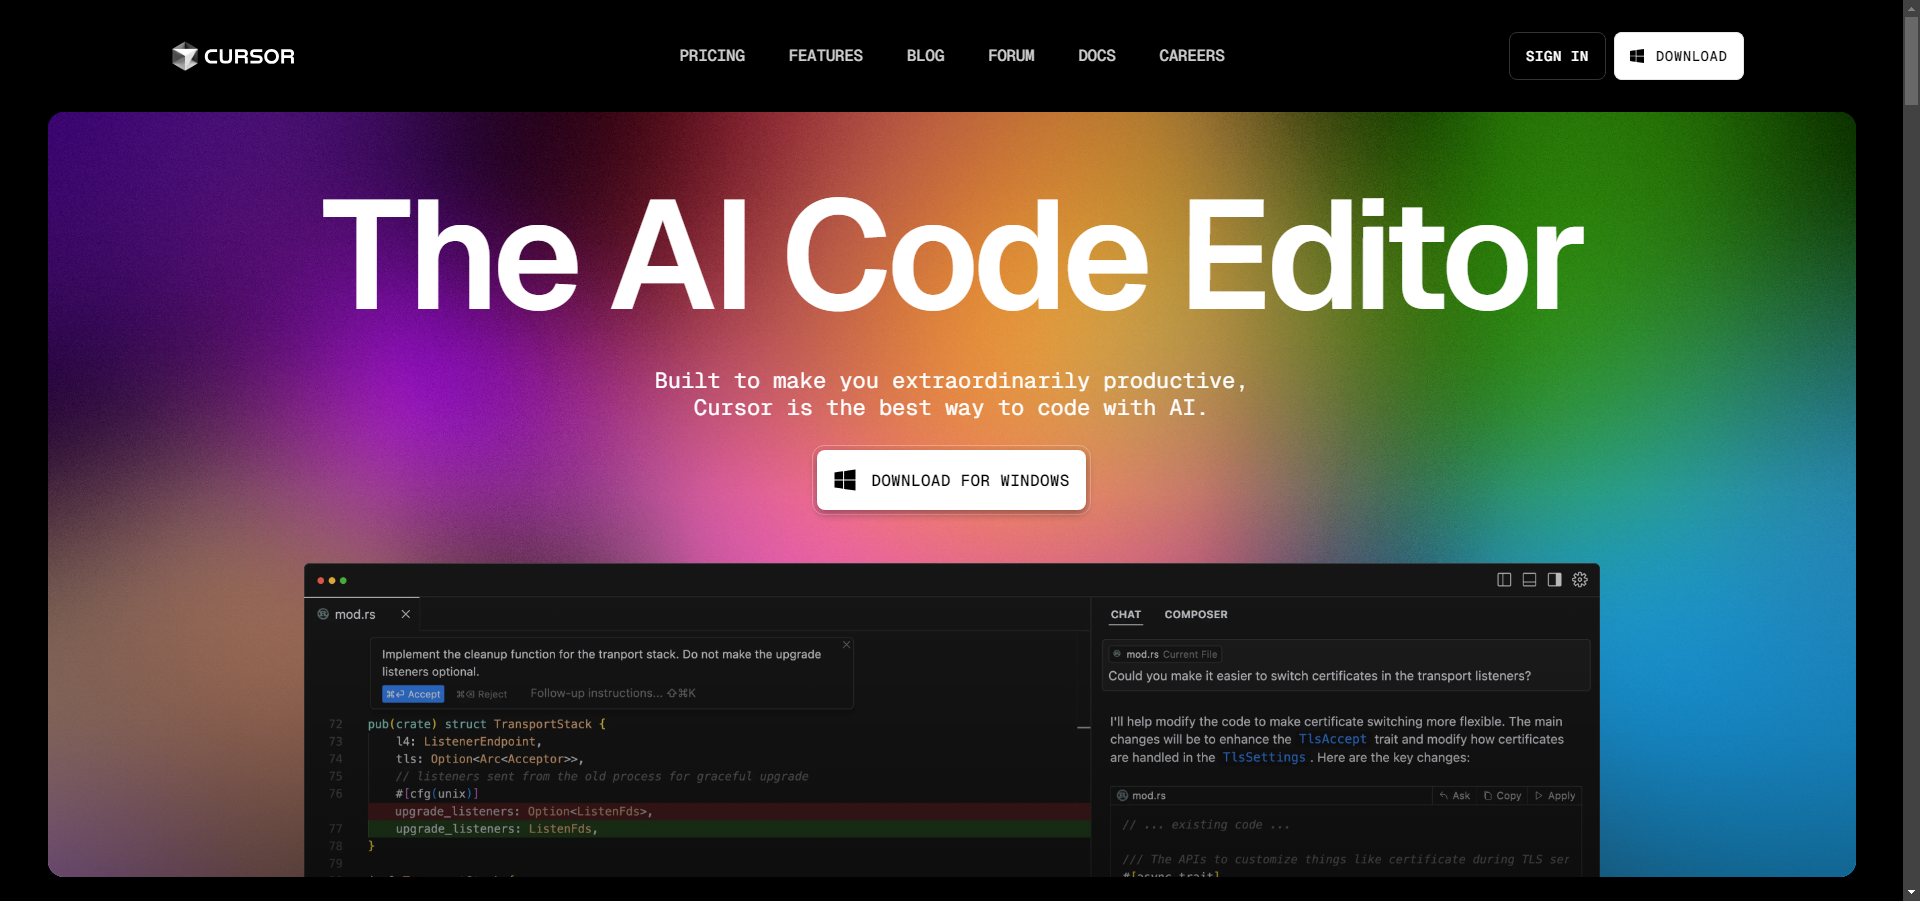 CURSOR
PRICING
FEATURES
BLOG
FORUM
DOCS
CAREERS
SIGN IN
DOWNLOAD
The AI Code Editor
Built to make you extraordinarily productive,
Cursor is the best way to code with AI.
DOWNLOAD FOR WINDOWS
mod.rs
Implement the cleanup function for the tranport stack. Do not make the upgrade
listeners optional.
⌘⏎ Accept
⌘⌫ Reject
Follow-up instructions... ⇧⌘K
72 pub(crate) struct TransportStack {
73 l4: ListenerEndpoint,
74 tls: Option<Arc<Acceptor>>,
75 // listeners sent from the old process for graceful upgrade
76 #[cfg(unix)]
upgrade_listeners: Option<ListenFds>,
77 upgrade_listeners: ListenFds,
78 }
79
CHAT
COMPOSER
mod.rs Current File
Could you make it easier to switch certificates in the transport listeners?
I'll help modify the code to make certificate switching more flexible. The main
changes will be to enhance the TlsAccept trait and modify how certificates
are handled in the TlsSettings . Here are the key changes:
mod.rs
Ask
Copy
Apply
// ... existing code ...
/// The APIs to customize things like certificate during TLS ser
#[async_trait]